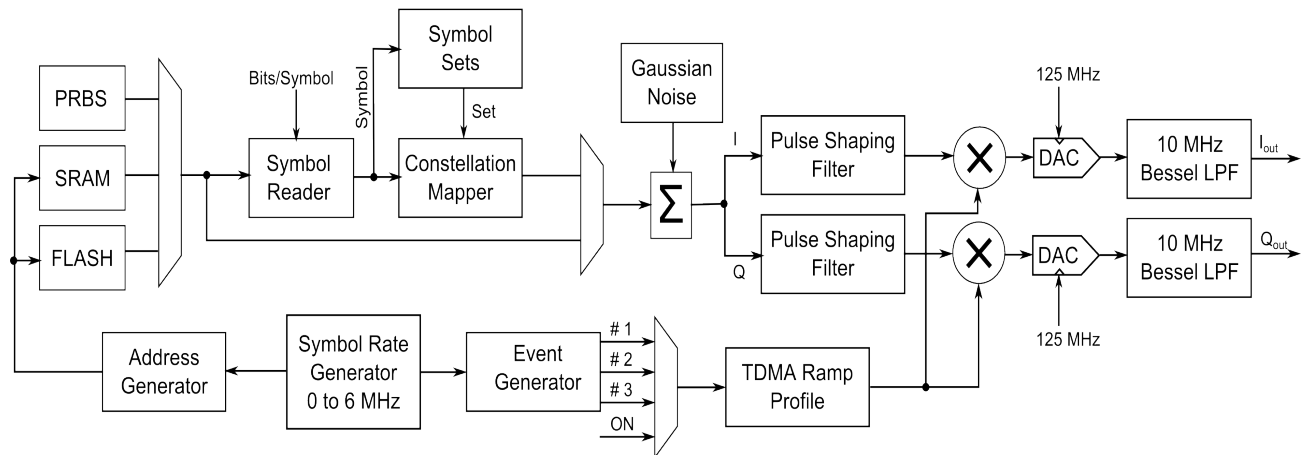 PRBS
SRAM
FLASH
Bits/Symbol
Symbol
Reader
Symbol
Symbol
Sets
Set
Constellation
Mapper
Gaussian
Noise
Σ
I
Q
Pulse Shaping
Filter
Pulse Shaping
Filter
X
X
125 MHz
DAC
DAC
125 MHz
10 MHz
Bessel LPF
10 MHz
Bessel LPF
Iout
Qout
Address
Generator
Symbol Rate
Generator
0 to 6 MHz
Event
Generator
# 1
# 2
# 3
ON
TDMA Ramp
Profile